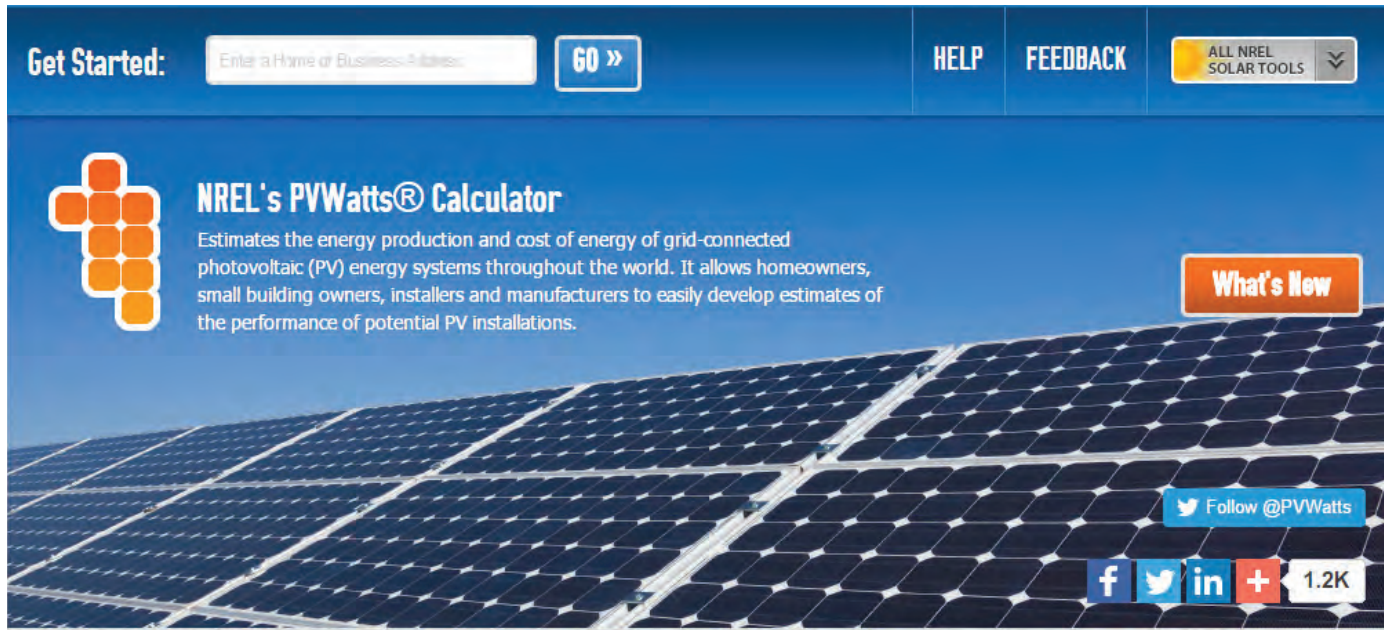 Get Started:
Enter a Home or Business Address
GO »
HELP
FEEDBACK
ALL NREL
SOLAR TOOLS
NREL's PVWatts® Calculator
Estimates the energy production and cost of energy of grid-connected
photovoltaic (PV) energy systems throughout the world. It allows homeowners,
small building owners, installers and manufacturers to easily develop estimates of
the performance of potential PV installations.
What's New
Follow @PVWatts
f
in
+
1.2K